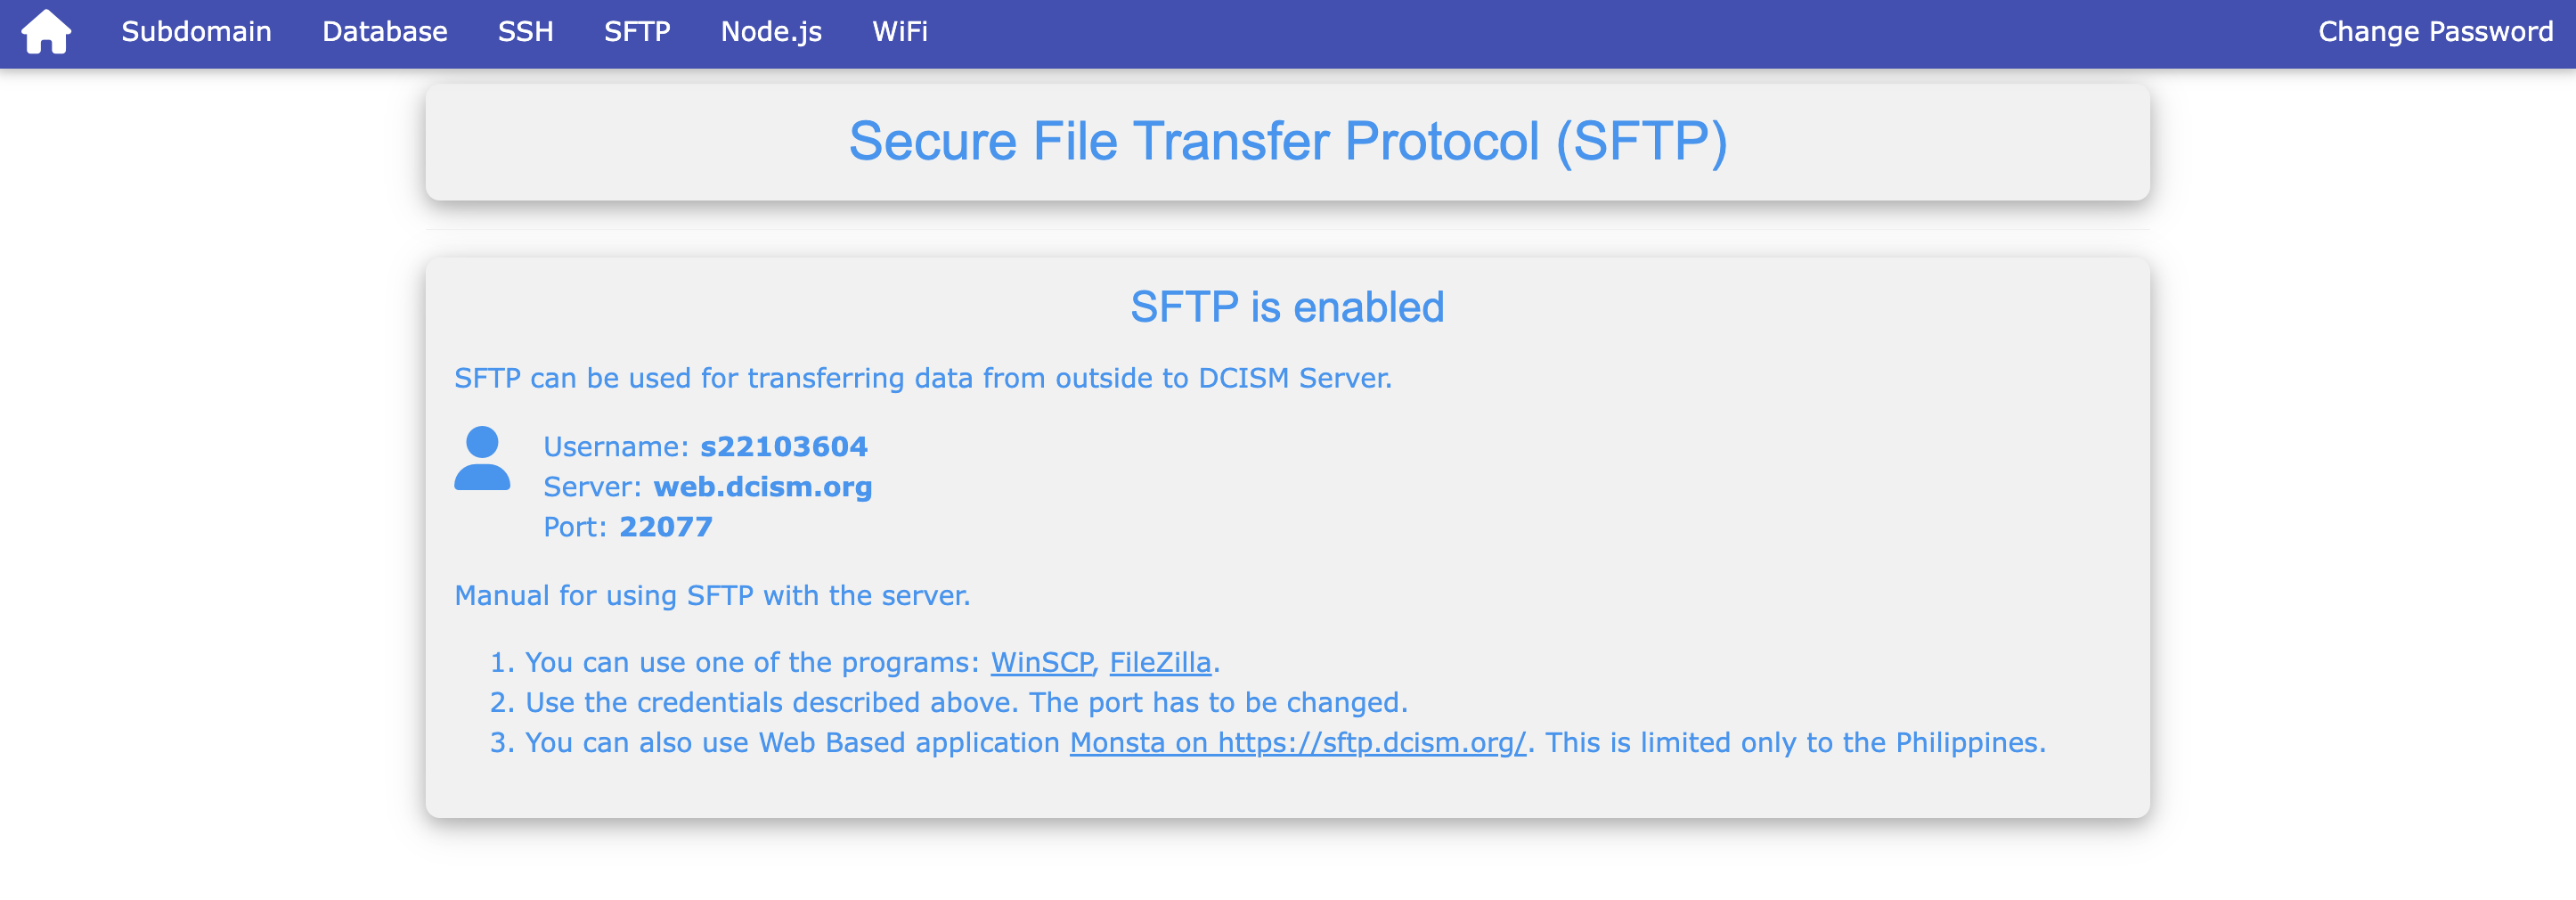 Subdomain Database SSH SFTP Node.js WiFi Change Password
Secure File Transfer Protocol (SFTP)
SFTP is enabled
SFTP can be used for transferring data from outside to DCISM Server.
Username: s22103604
Server: web.dcism.org
Port: 22077
Manual for using SFTP with the server.
1. You can use one of the programs: WinSCP, FileZilla.
2. Use the credentials described above. The port has to be changed.
3. You can also use Web Based application Monsta on https://sftp.dcism.org/. This is limited only to the Philippines.